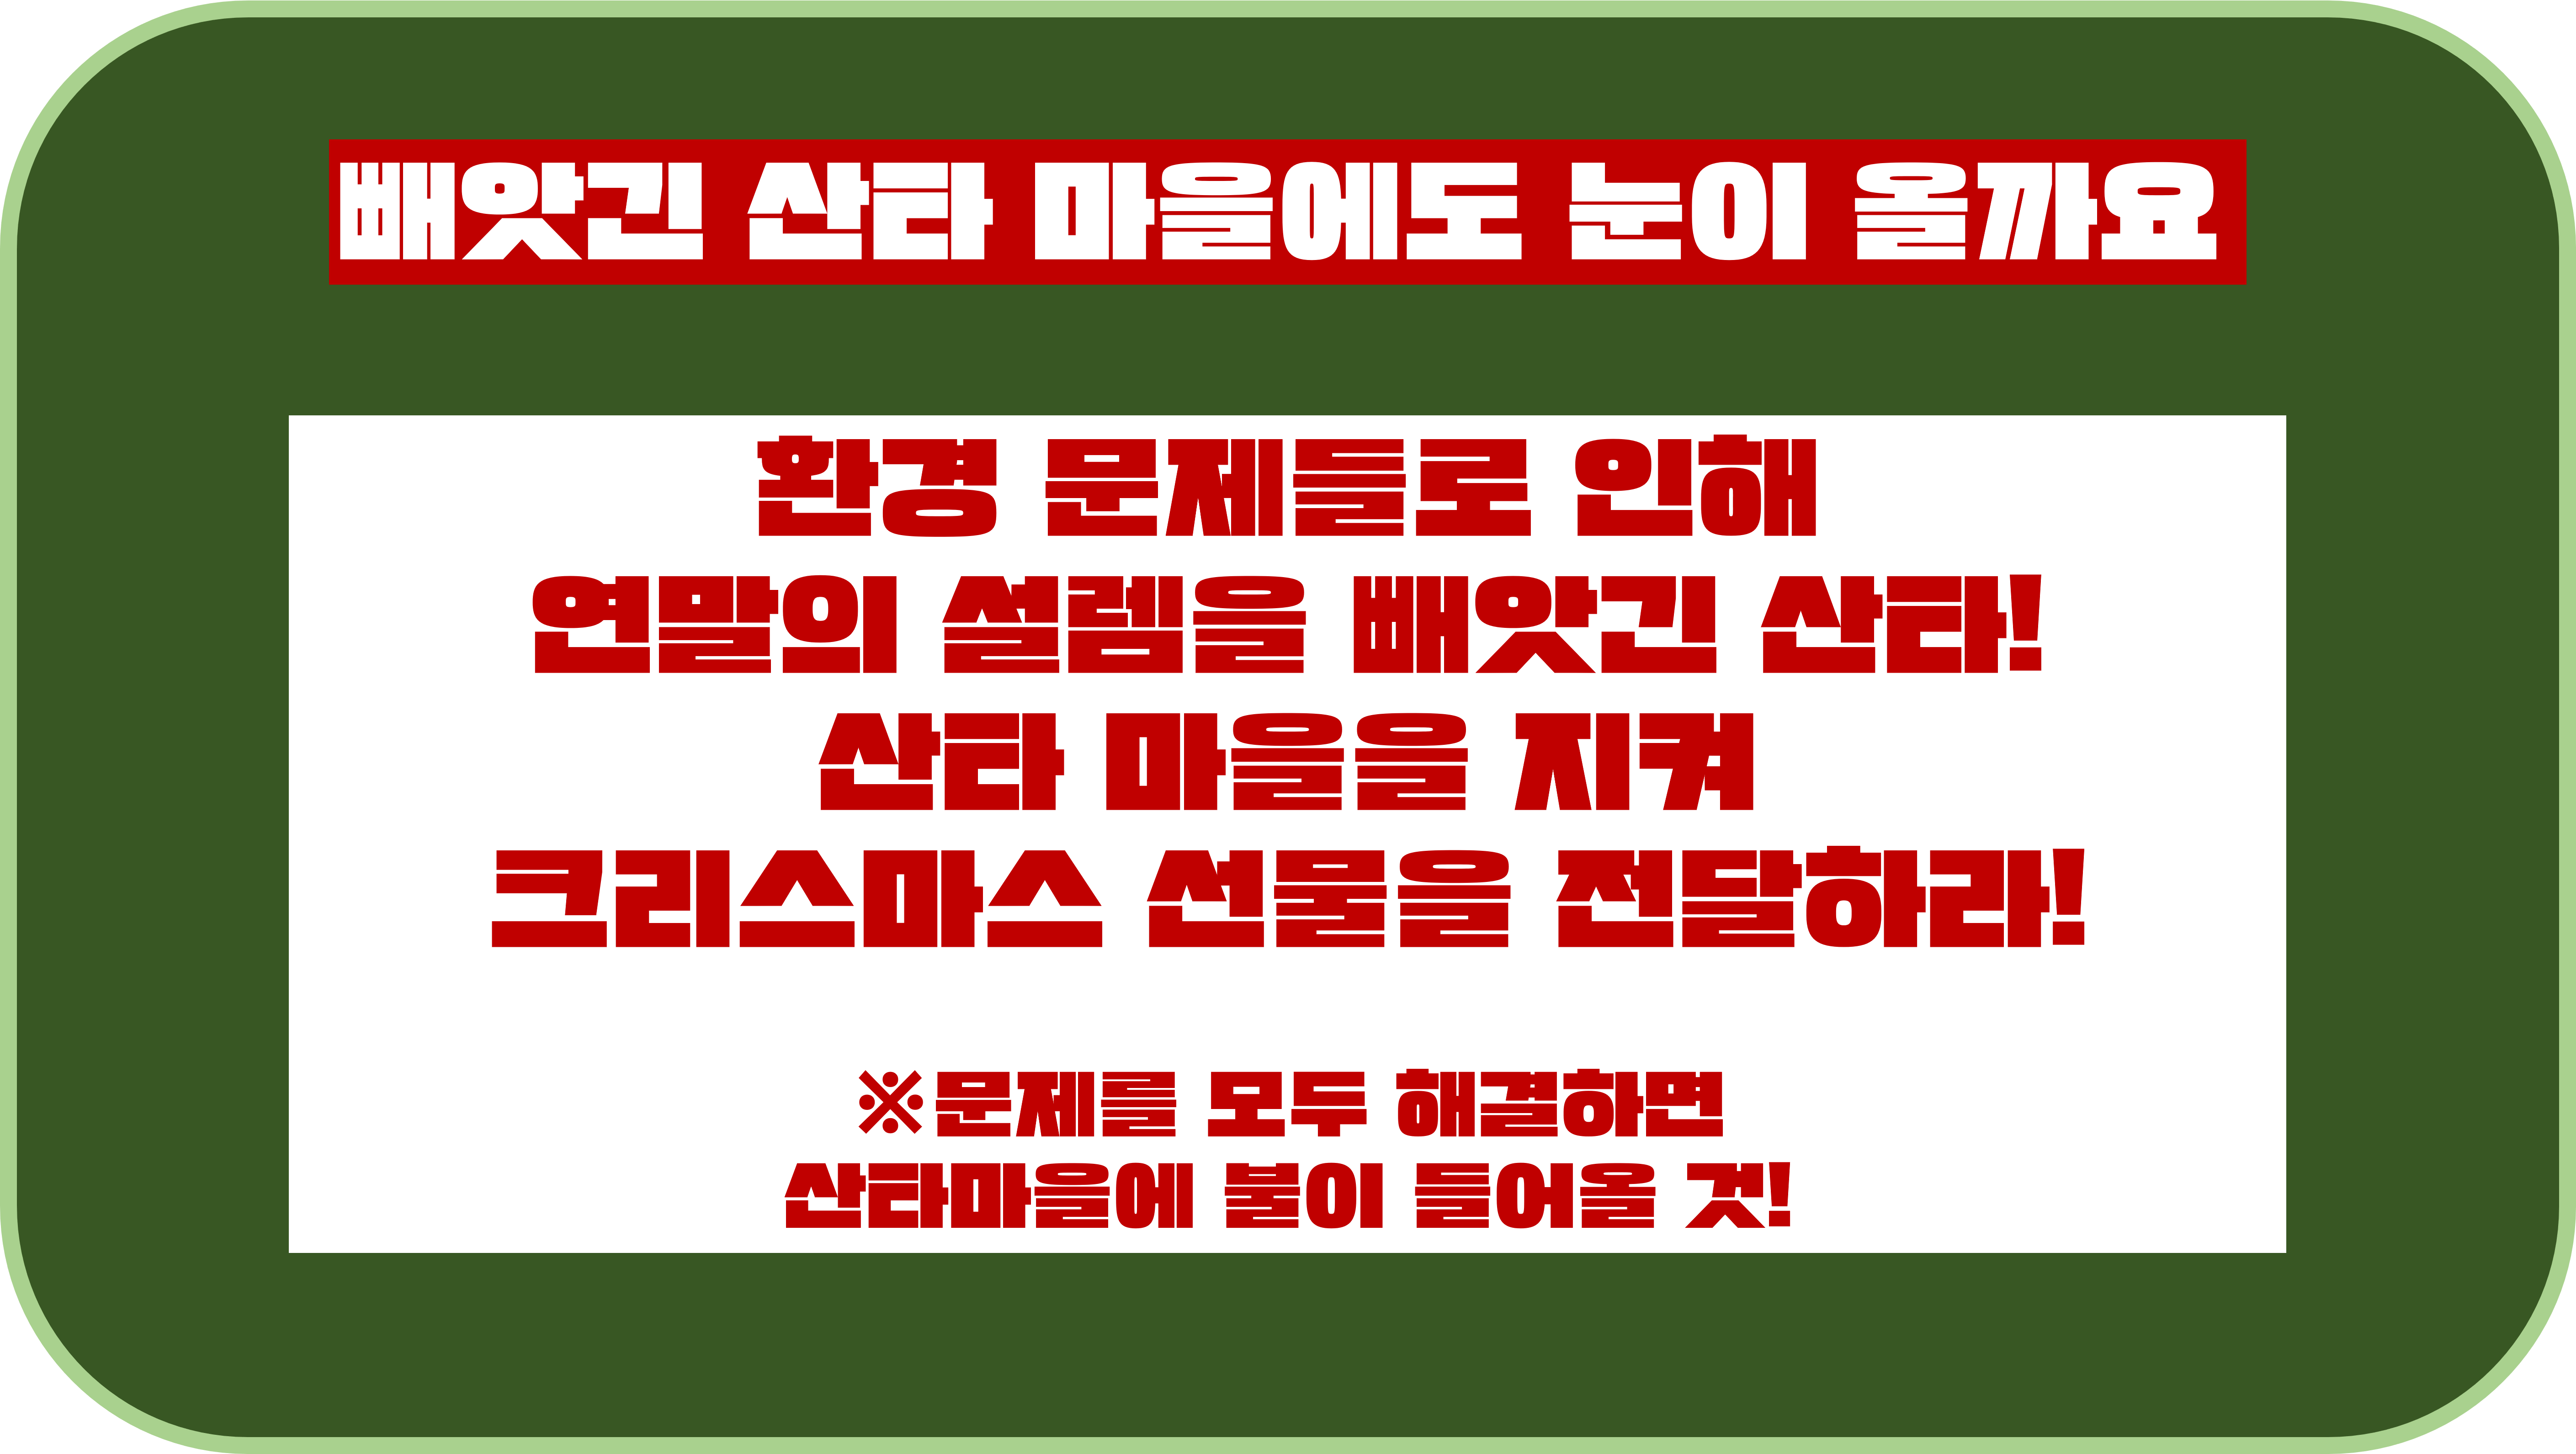 빼앗긴 산타 마을에도 눈이 올까요
환경 문제들로 인해
연말의 설렘을 빼앗긴 산타!
산타 마을을 지켜
크리스마스 선물을 전달하라!
※문제를 모두 해결하면
산타마을에 불이 들어올 것!